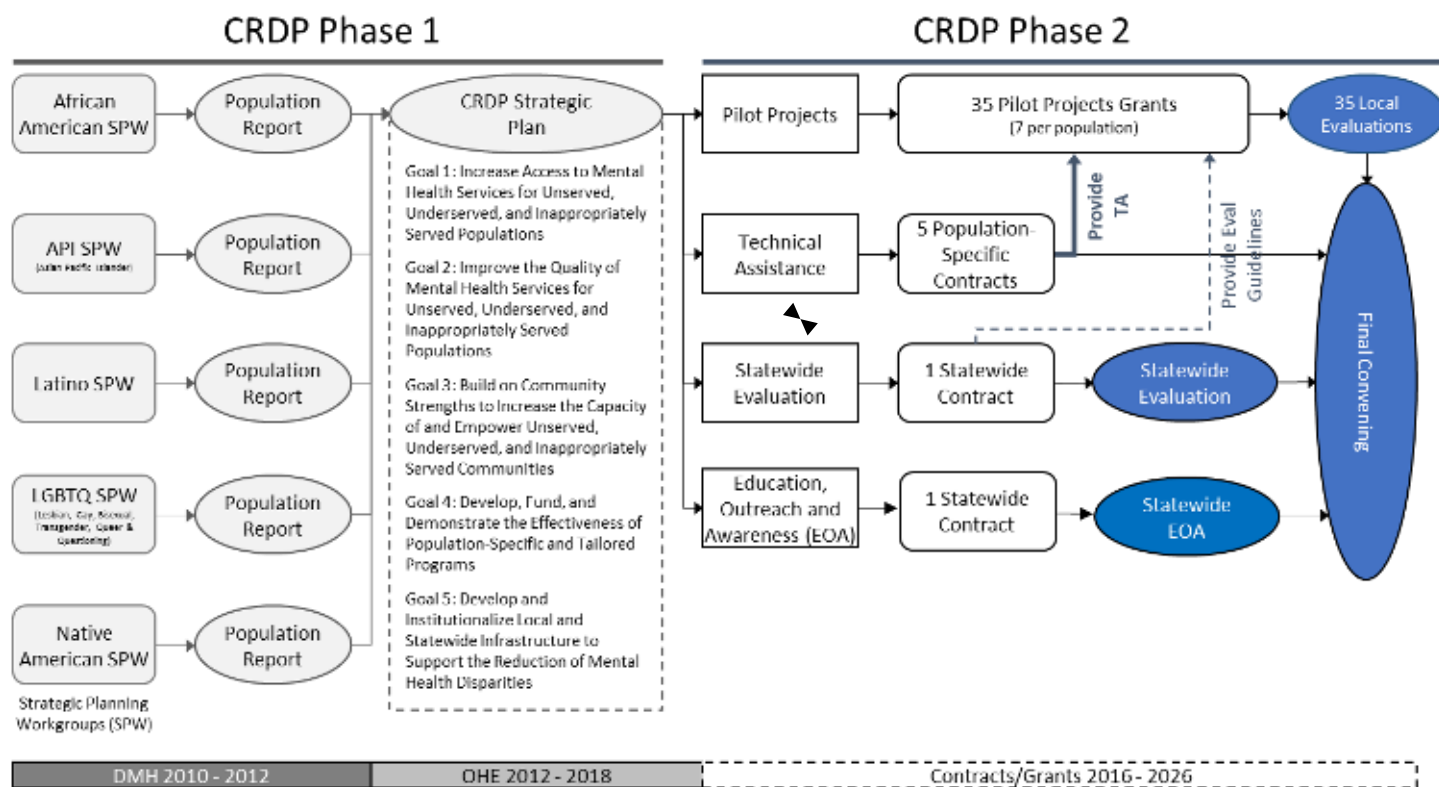 CRDP Phase 1
African
American SPW
Population
Report
API SPW
(Asian Pacific Islander)
Population
Report
Latino SPW
Population
Report
LGBTQ SPW
(Lesbian, Gay, Bisexual,
Transgender, Queer &
Questioning)
Population
Report
Native
American SPW
Population
Report
Strategic Planning
Workgroups (SPW)
CRDP Strategic
Plan
Goal 1: Increase Access to Mental
Health Services for Unserved,
Underserved, and Inappropriately
Served Populations
Goal 2: Improve the Quality of
Mental Health Services for
Unserved, Underserved, and
Inappropriately Served
Populations
Goal 3: Build on Community
Strengths to Increase the Capacity
of and Empower Unserved,
Underserved, and Inappropriately
Served Communities
Goal 4: Develop, Fund, and
Demonstrate the Effectiveness of
Population-Specific and Tailored
Programs
Goal 5: Develop and
Institutionalize Local and
Statewide Infrastructure to
Support the Reduction of Mental
Health Disparities
CRDP Phase 2
Pilot Projects
35 Pilot Projects Grants
(7 per population)
35 Local
Evaluations
Technical
Assistance
5 Population-
Specific
Contracts
Provide
TA
Provide Eval
Guidelines
Statewide
Evaluation
1 Statewide
Contract
Statewide
Evaluation
Education,
Outreach and
Awareness (EOA)
1 Statewide
Contract
Statewide
EOA
Final Convening
DMH 2010 - 2012
OHE 2012 - 2018
Contracts/Grants 2016 - 2026